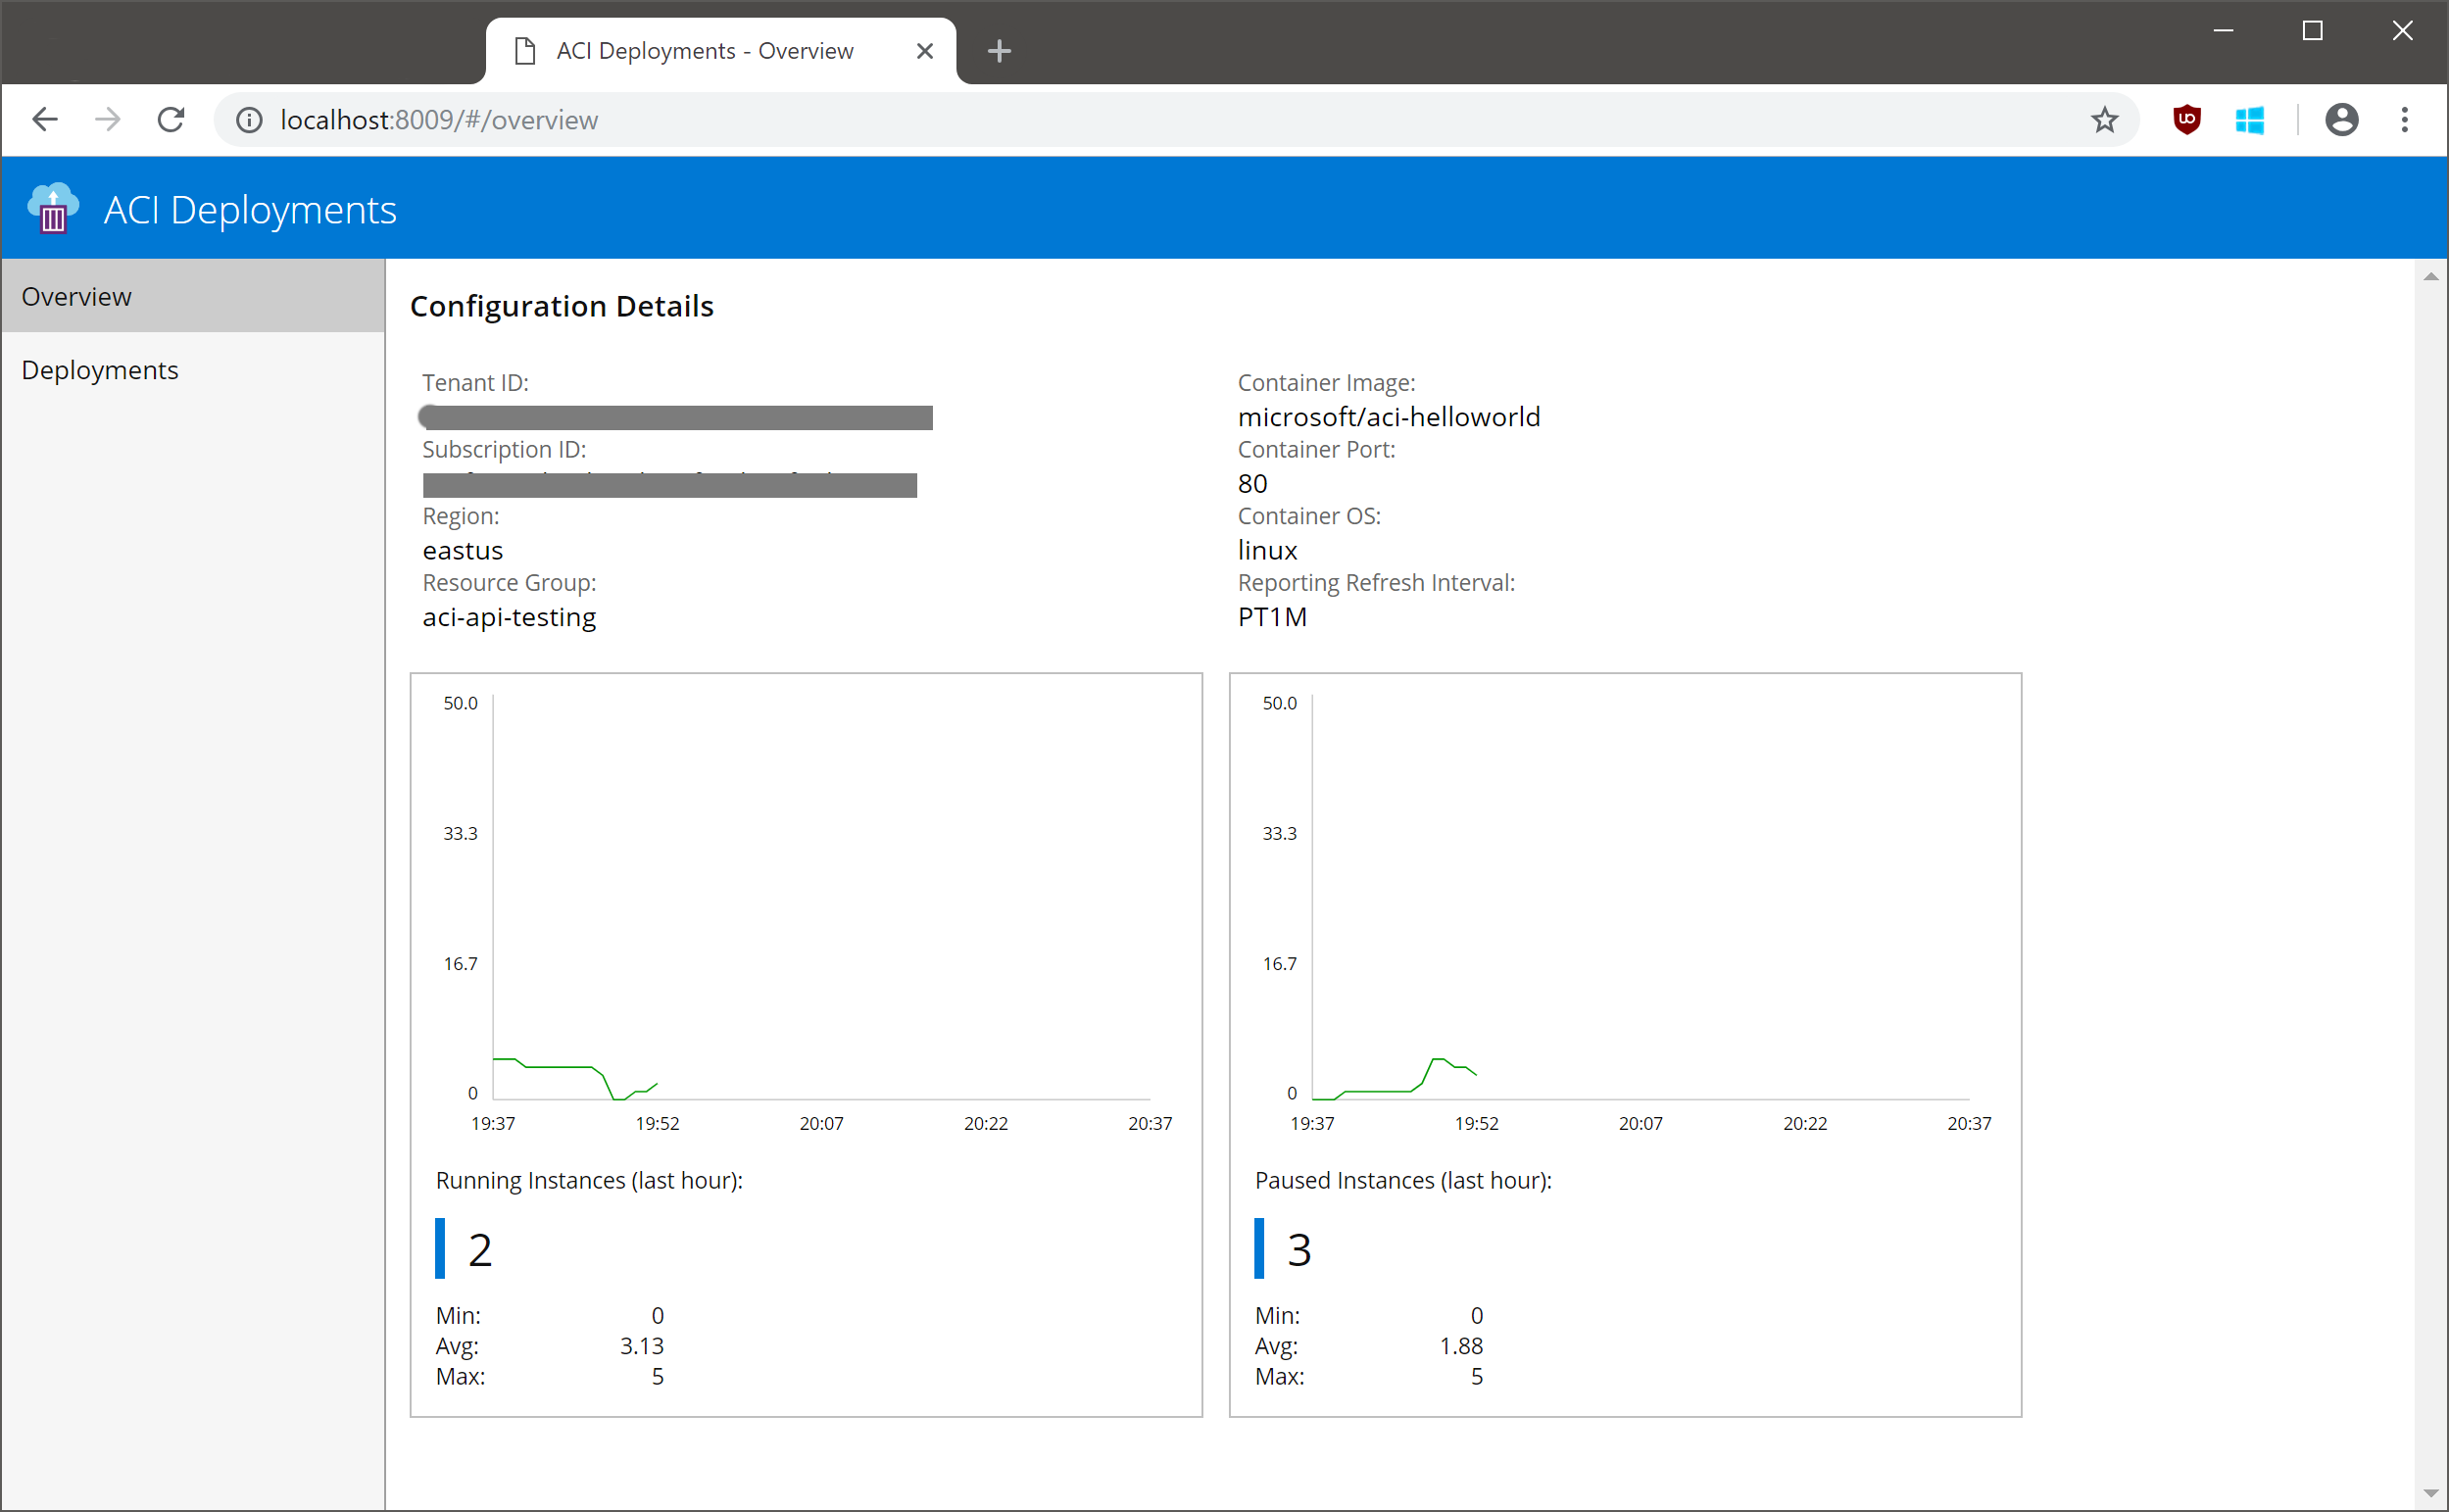 ACI Deployments - Overview
localhost:8009/#/overview
ACI Deployments
Overview
Deployments
Configuration Details
Tenant ID:
Subscription ID:
Region:
eastus
Resource Group:
aci-api-testing
Container Image:
microsoft/aci-helloworld
Container Port:
80
Container OS:
linux
Reporting Refresh Interval:
PT1M
50.0
33.3
16.7
0
19:37 19:52 20:07 20:22 20:37
Running Instances (last hour):
2
Min: 0
Avg: 3.13
Max: 5
50.0
33.3
16.7
0
19:37 19:52 20:07 20:22 20:37
Paused Instances (last hour):
3
Min: 0
Avg: 1.88
Max: 5